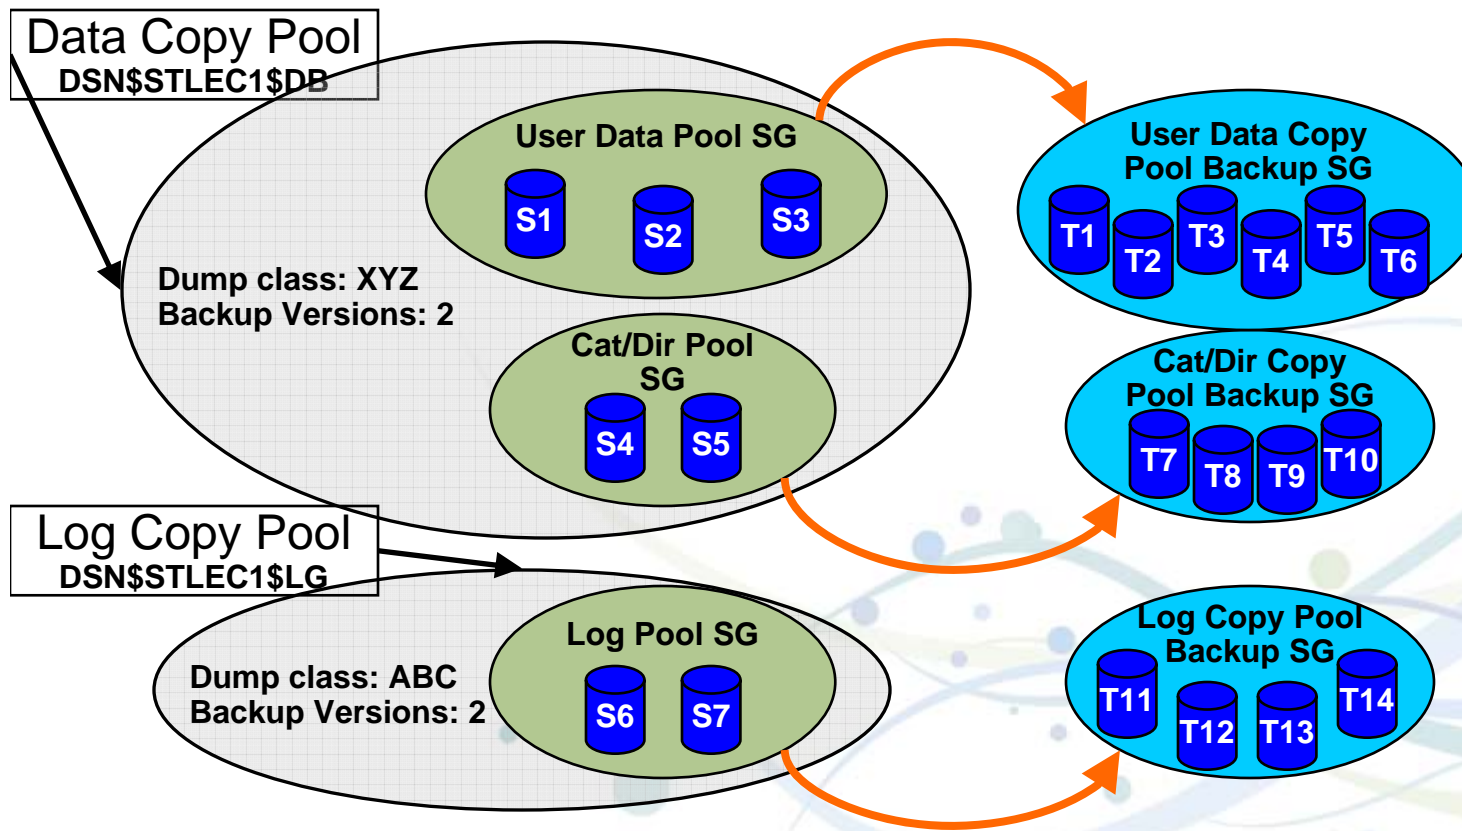 Data Copy Pool
DSN$STLEC1$DB
User Data Pool SG
S1
S2
S3
Dump class: XYZ
Backup Versions: 2
Cat/Dir Pool
SG
S4
S5
User Data Copy
Pool Backup SG
T1
T2
T3
T4
T5
T6
Cat/Dir Copy
Pool Backup SG
T7
T8
T9
T10
Log Copy Pool
DSN$STLEC1$LG
Log Pool SG
Dump class: ABC
Backup Versions: 2
S6
S7
Log Copy Pool
Backup SG
T11
T12
T13
T14